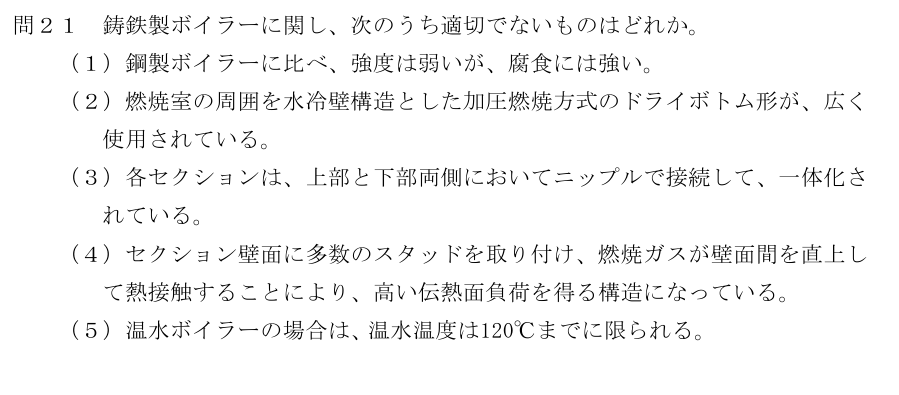 問２１　鋳鉄製ボイラーに関し、次のうち適切でないものはどれか。
（１）鋼製ボイラーに比べ、強度は弱いが、腐食には強い。
（２）燃焼室の周囲を水冷壁構造とした加圧燃焼方式のドライボトム形が、広く
使用されている。
（３）各セクションは、上部と下部両側においてニップルで接続して、一体化さ
れている。
（４）セクション壁面に多数のスタッドを取り付け、燃焼ガスが壁面間を直上し
て熱接触することにより、高い伝熱面負荷を得る構造になっている。
（５）温水ボイラーの場合は、温水温度は120℃までに限られる。